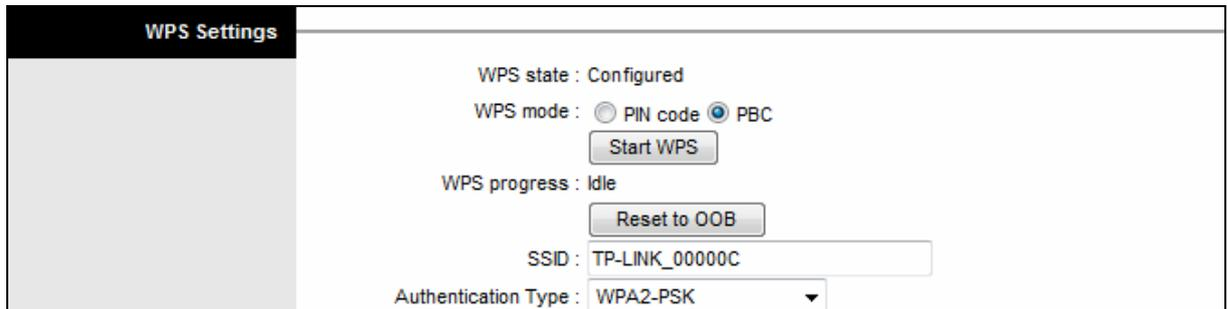 WPS Settings
WPS state : Configured
WPS mode : PIN code PBC
Start WPS
WPS progress : Idle
Reset to OOB
SSID : TP-LINK_00000C
Authentication Type : WPA2-PSK